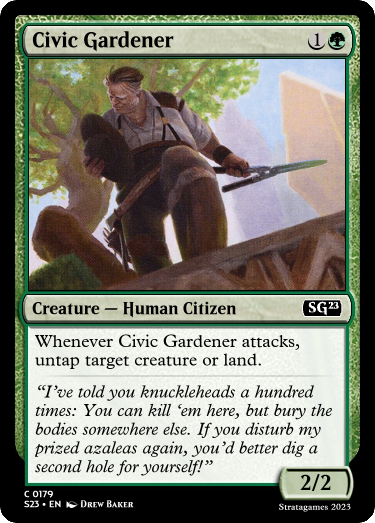 Civic Gardener 1
Creature — Human Citizen SG23
Whenever Civic Gardener attacks,
untap target creature or land.
“I’ve told you knuckleheads a hundred
times: You can kill ‘em here, but bury the
bodies somewhere else. If you disturb my
prized azaleas again, you’d better dig a
second hole for yourself!”
2/2
C 0179
S23 • EN DREW BAKER
Stratagames 2023